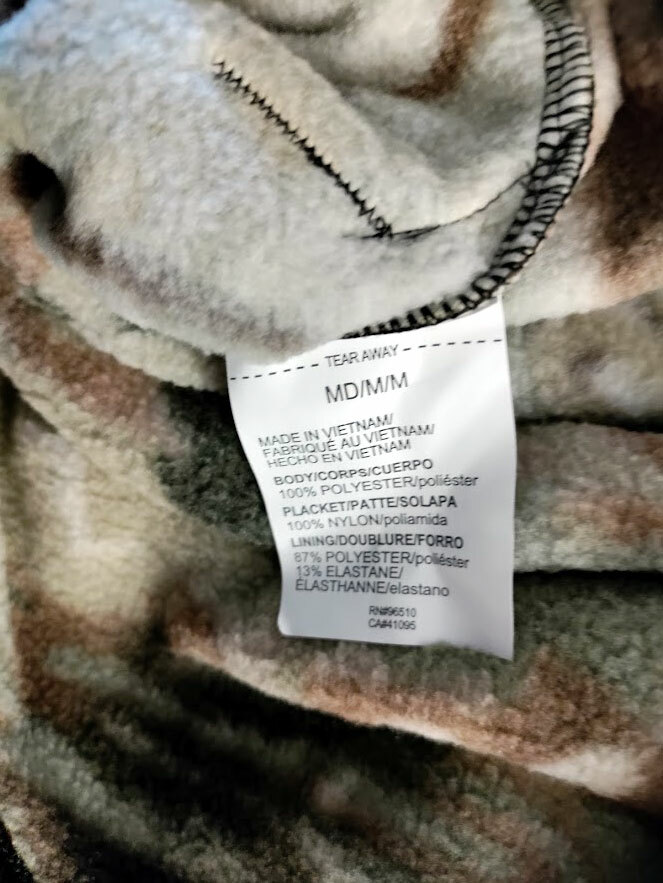 TEAR AWAY
MD/M/M
MADE IN VIETNAM/
FABRIQUÉ AU VIETNAM/
HECHO EN VIETNAM
BODY/CORPS/CUERPO
100% POLYESTER/poliéster
PLACKET/PATTE/SOLAPA
100% NYLON/poliamida
LINING/DOUBLURE/FORRO
87% POLYESTER/poliéster
13% ELASTANE/
ÉLASTHANNE/elastano
RN#96510
CA#41095